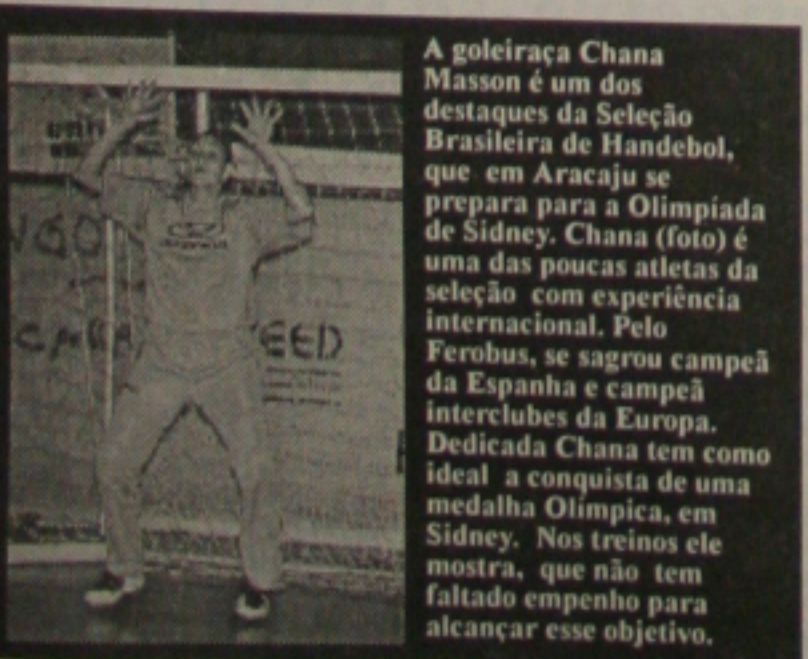 A goleiraça Chana
Masson é um dos
destaques da Seleção
Brasileira de Handebol,
que em Aracaju se
prepara para a Olimpíada
de Sidney. Chana (foto) é
uma das poucas atletas da
seleção com experiência
internacional. Pelo
Ferobus, se sagrou campeã
da Espanha e campeã
interclubes da Europa.
Dedicada Chana tem como
ideal a conquista de uma
medalha Olímpica, em
Sidney. Nos treinos ele
mostra, que não tem
faltado empenho para
alcançar esse objetivo.
EED